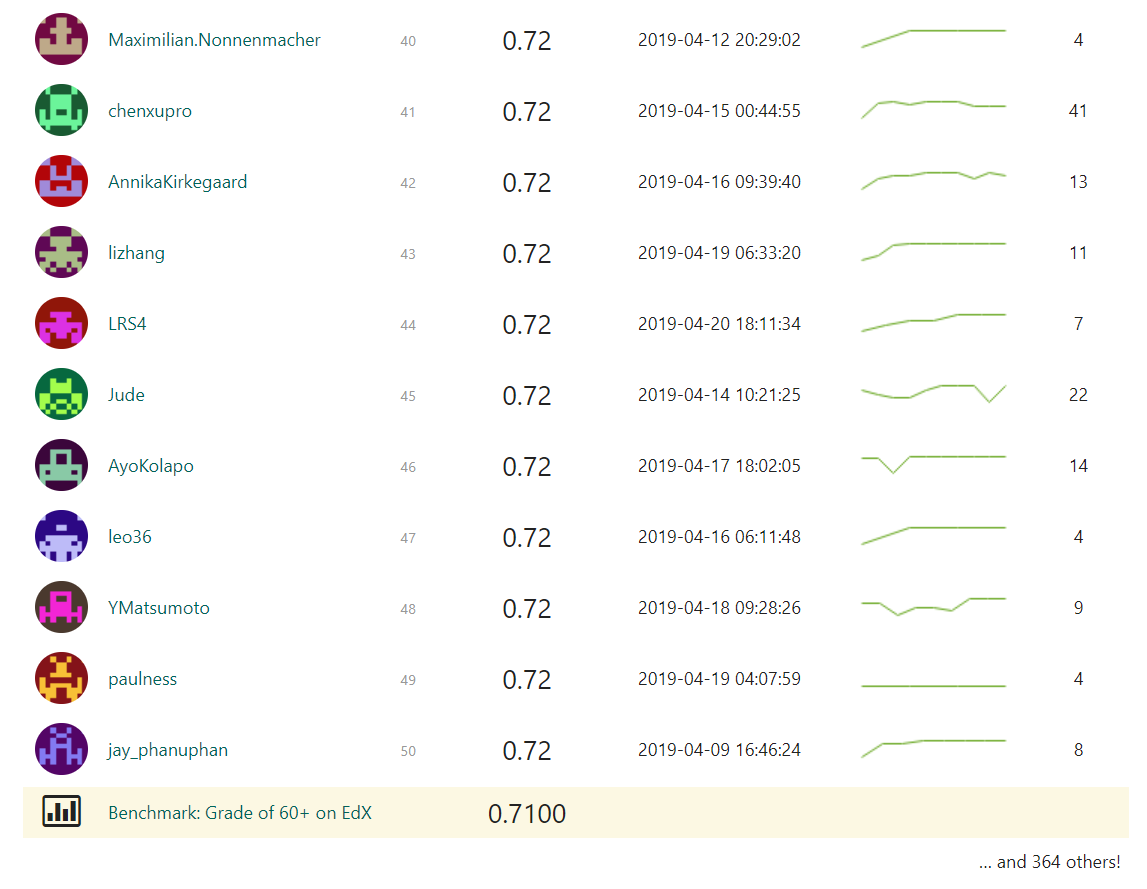 Maximilian.Nonnenmacher 40 0.72 2019-04-12 20:29:02 4
chenxupro 41 0.72 2019-04-15 00:44:55 41
AnnikaKirkegaard 42 0.72 2019-04-16 09:39:40 13
lizhang 43 0.72 2019-04-19 06:33:20 11
LRS4 44 0.72 2019-04-20 18:11:34 7
Jude 45 0.72 2019-04-14 10:21:25 22
AyoKolapo 46 0.72 2019-04-17 18:02:05 14
leo36 47 0.72 2019-04-16 06:11:48 4
YMatsumoto 48 0.72 2019-04-18 09:28:26 9
paulness 49 0.72 2019-04-19 04:07:59 4
jay_phanuphan 50 0.72 2019-04-09 16:46:24 8
Benchmark: Grade of 60+ on EdX 0.7100
... and 364 others!